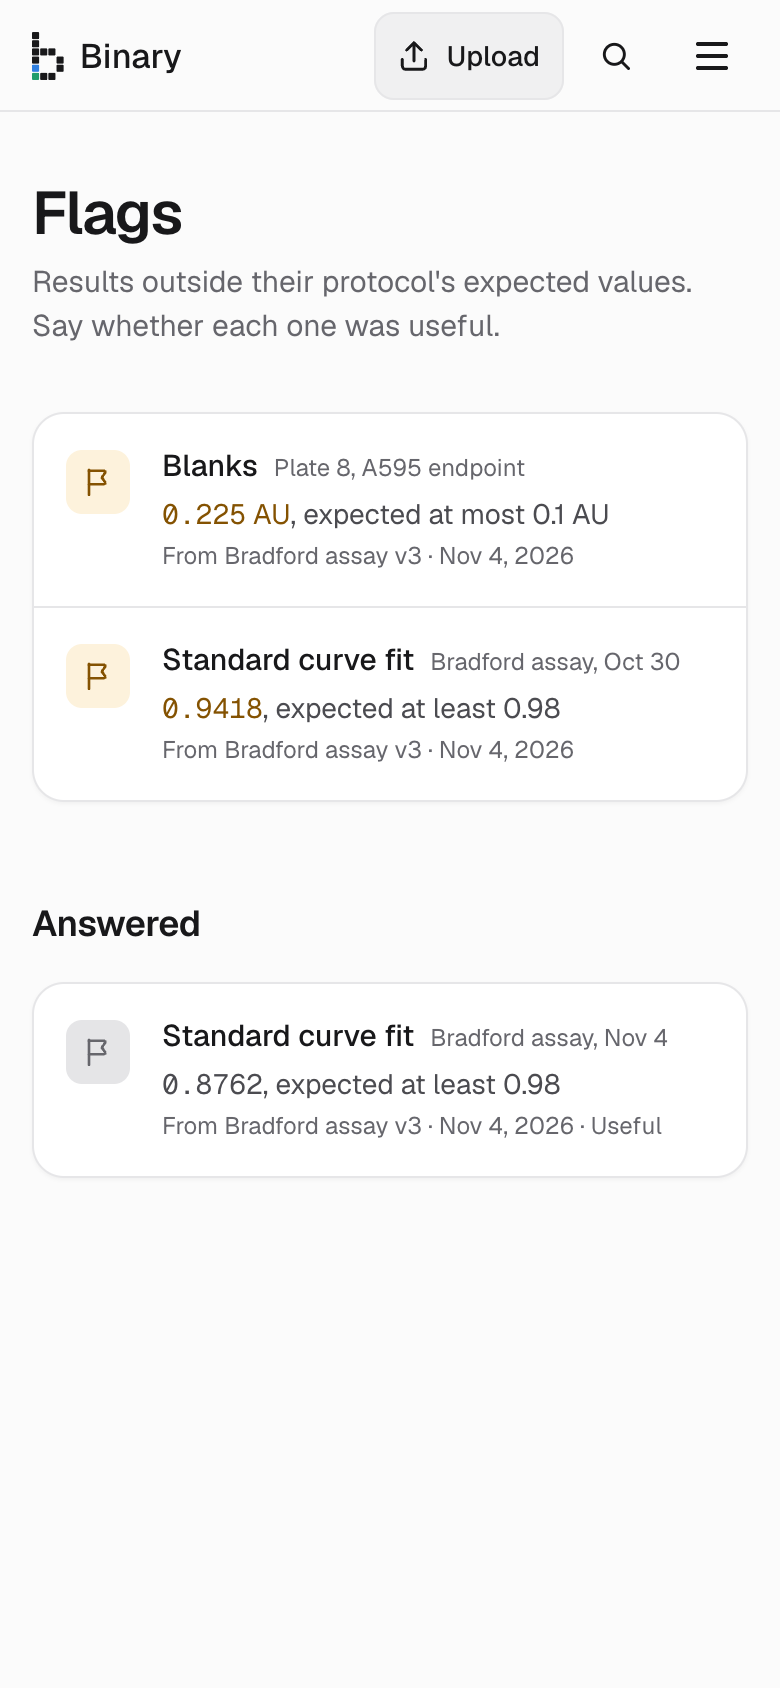 Binary
Upload
Flags
Results outside their protocol's expected values.
Say whether each one was useful.
Blanks Plate 8, A595 endpoint
0.225 AU, expected at most 0.1 AU
From Bradford assay v3 · Nov 4, 2026
Standard curve fit Bradford assay, Oct 30
0.9418, expected at least 0.98
From Bradford assay v3 · Nov 4, 2026
Answered
Standard curve fit Bradford assay, Nov 4
0.8762, expected at least 0.98
From Bradford assay v3 · Nov 4, 2026 · Useful